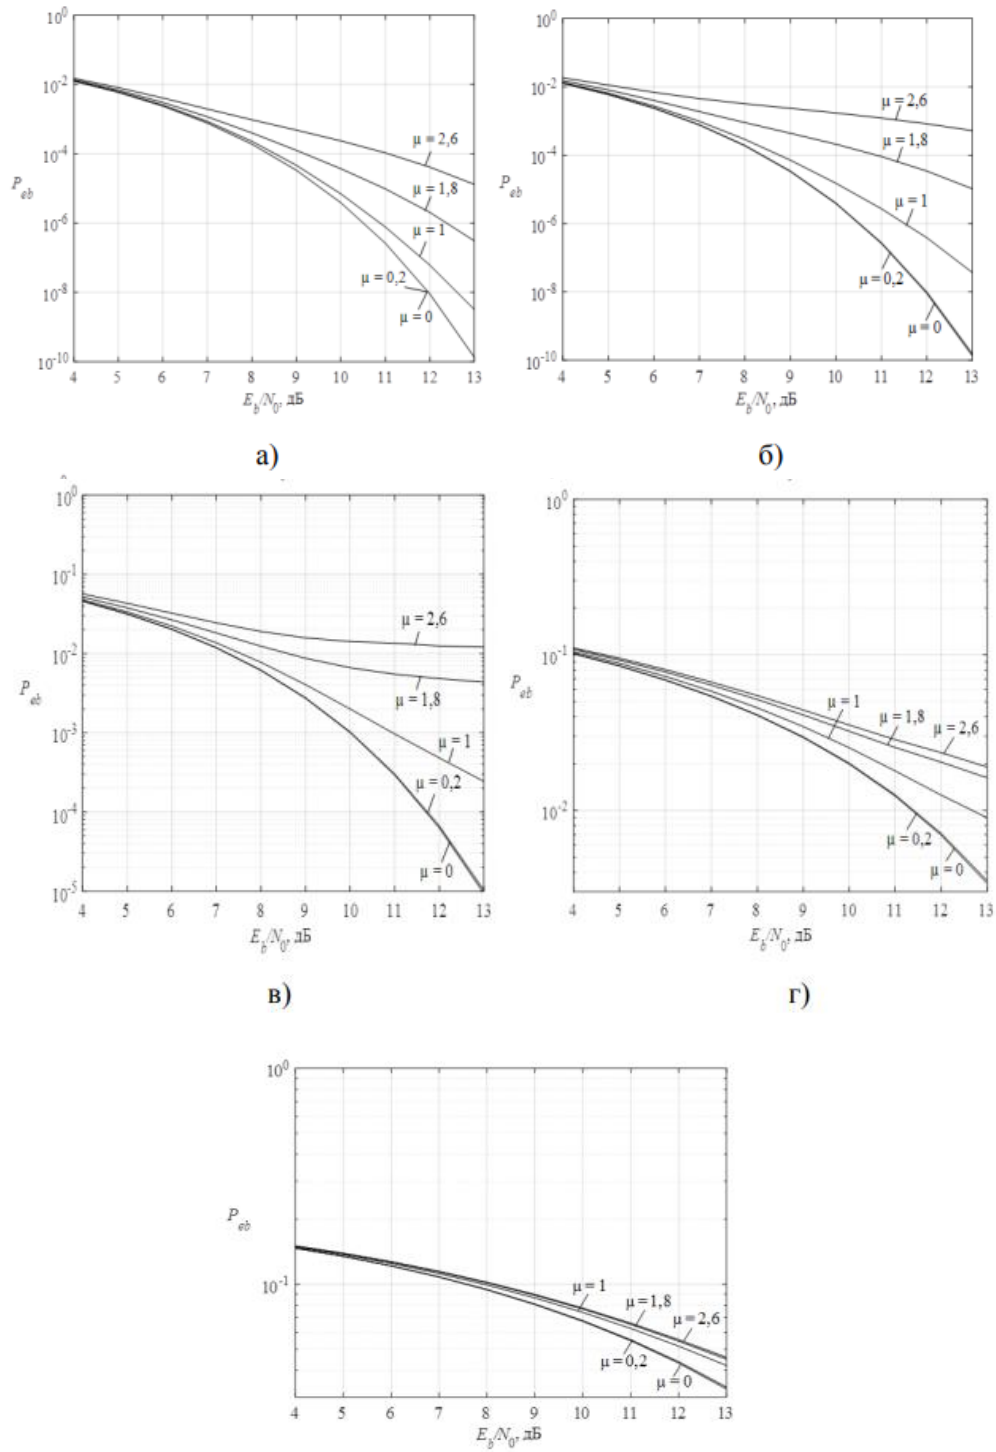 10^0
10^-2
10^-4
10^-6
10^-8
10^-10
P_eb
μ = 2,6
μ = 1,8
μ = 1
μ = 0,2
μ = 0
4 5 6 7 8 9 10 11 12 13
E_b/N_0, дБ
а)
10^0
10^-2
10^-4
10^-6
10^-8
10^-10
P_eb
μ = 2,6
μ = 1,8
μ = 1
μ = 0,2
μ = 0
4 5 6 7 8 9 10 11 12 13
E_b/N_0, дБ
б)
10^0
10^-1
10^-2
10^-3
10^-4
10^-5
P_eb
μ = 2,6
μ = 1,8
μ = 1
μ = 0,2
μ = 0
4 5 6 7 8 9 10 11 12 13
E_b/N_0, дБ
в)
10^0
10^-1
10^-2
P_eb
μ = 1
μ = 1,8
μ = 2,6
μ = 0,2
μ = 0
4 5 6 7 8 9 10 11 12 13
E_b/N_0, дБ
г)
10^0
10^-1
P_eb
μ = 1
μ = 1,8
μ = 2,6
μ = 0,2
μ = 0
4 5 6 7 8 9 10 11 12 13
E_b/N_0, дБ